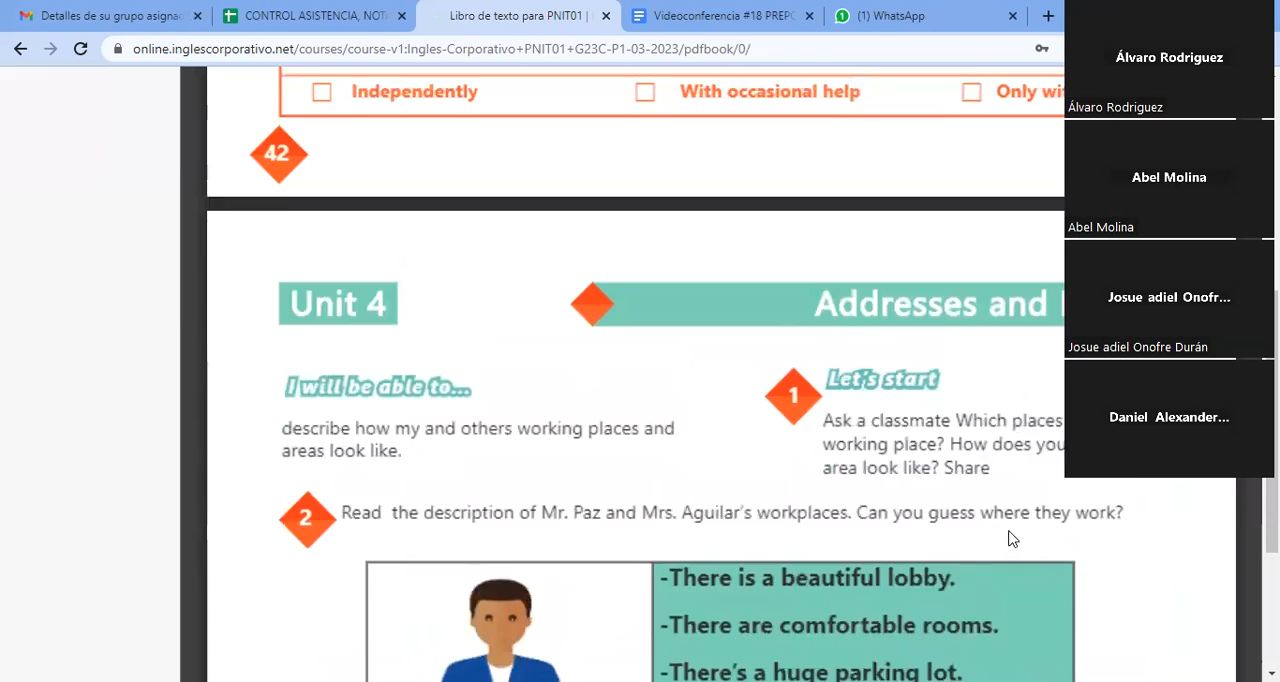 Detalles de su grupo asignad
CONTROL ASISTENCIA, NOT
Libro de texto para PNIT01 |
Videoconferencia #18 PREPO
(1) WhatsApp
online.inglescorporativo.net/courses/course-v1:Ingles-Corporativo+PNIT01+G23C-P1-03-2023/pdfbook/0/
Independently
With occasional help
Only wi
42
Unit 4
Addresses and
I will be able to...
describe how my and others working places and
areas look like.
1
Let's start
Ask a classmate Which places
working place? How does you
area look like? Share
2
Read the description of Mr. Paz and Mrs. Aguilar's workplaces. Can you guess where they work?
-There is a beautiful lobby.
-There are comfortable rooms.
-There's a huge parking lot.
Álvaro Rodriguez
Álvaro Rodriguez
Abel Molina
Abel Molina
Josue adiel Onofr...
Josue adiel Onofre Durán
Daniel Alexander...